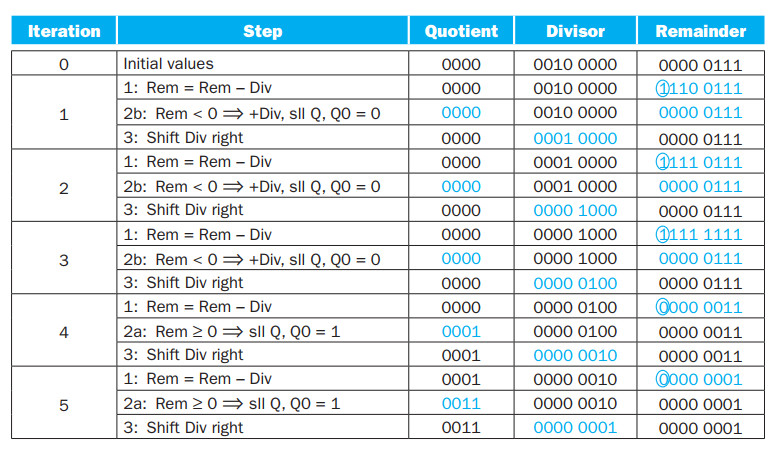 Iteration Step Quotient Divisor Remainder
0 Initial values 0000 0010 0000 0000 0111
1: Rem = Rem – Div 0000 0010 0000 1110 0111
1 2b: Rem < 0 ⟹ +Div, sll Q, Q0 = 0 0000 0010 0000 0000 0111
3: Shift Div right 0000 0001 0000 0000 0111
1: Rem = Rem – Div 0000 0001 0000 1111 0111
2 2b: Rem < 0 ⟹ +Div, sll Q, Q0 = 0 0000 0001 0000 0000 0111
3: Shift Div right 0000 0000 1000 0000 0111
1: Rem = Rem – Div 0000 0000 1000 1111 1111
3 2b: Rem < 0 ⟹ +Div, sll Q, Q0 = 0 0000 0000 1000 0000 0111
3: Shift Div right 0000 0000 0100 0000 0111
1: Rem = Rem – Div 0000 0000 0100 0000 0011
4 2a: Rem ≥ 0 ⟹ sll Q, Q0 = 1 0001 0000 0100 0000 0011
3: Shift Div right 0001 0000 0010 0000 0011
1: Rem = Rem – Div 0001 0000 0010 0000 0001
5 2a: Rem ≥ 0 ⟹ sll Q, Q0 = 1 0011 0000 0010 0000 0001
3: Shift Div right 0011 0000 0001 0000 0001